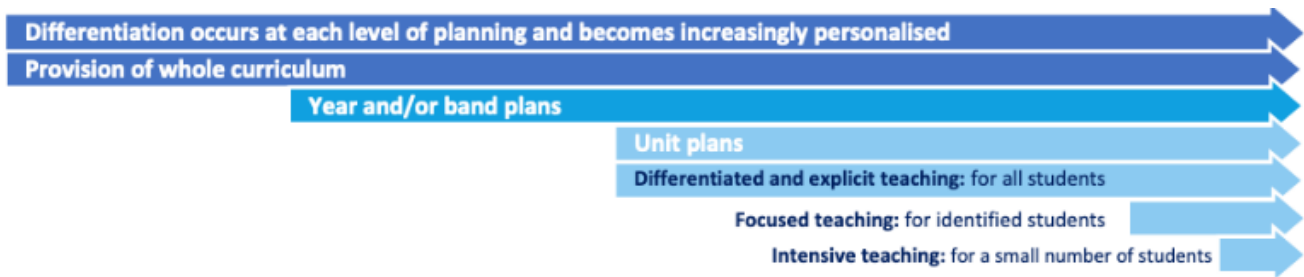 Differentiation occurs at each level of planning and becomes increasingly personalised
Provision of whole curriculum
Year and/or band plans
Unit plans
Differentiated and explicit teaching: for all students
Focused teaching: for identified students
Intensive teaching: for a small number of students